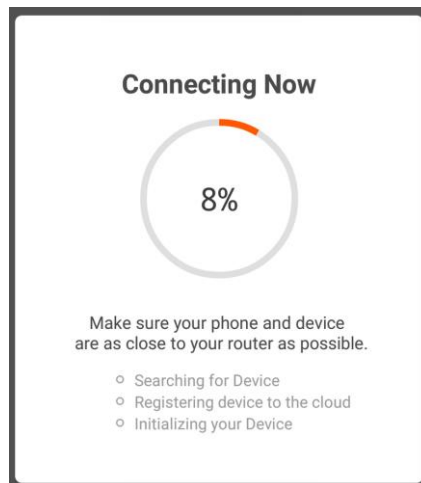 Connecting Now
8%
Make sure your phone and device
are as close to your router as possible.
Searching for Device
Registering device to the cloud
Initializing your Device